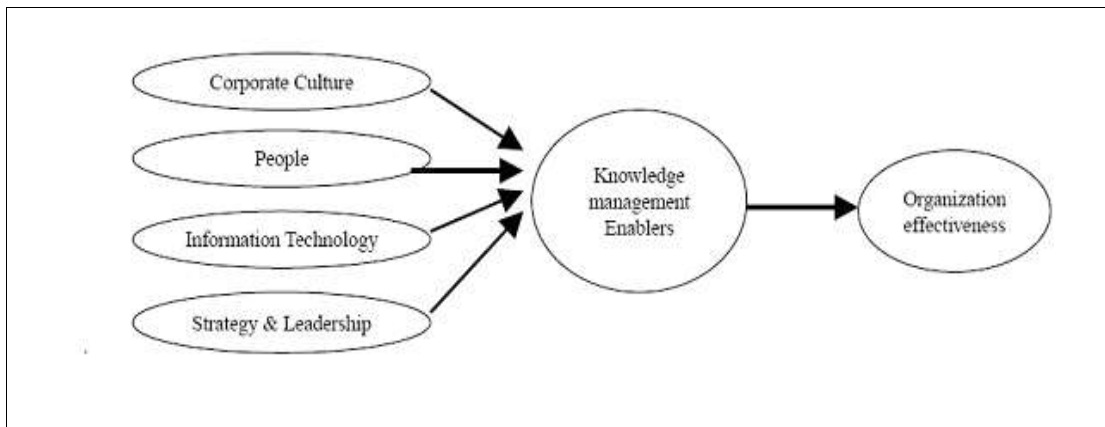 Corporate Culture
People
Information Technology
Strategy & Leadership
Knowledge
management
Enablers
Organization
effectiveness